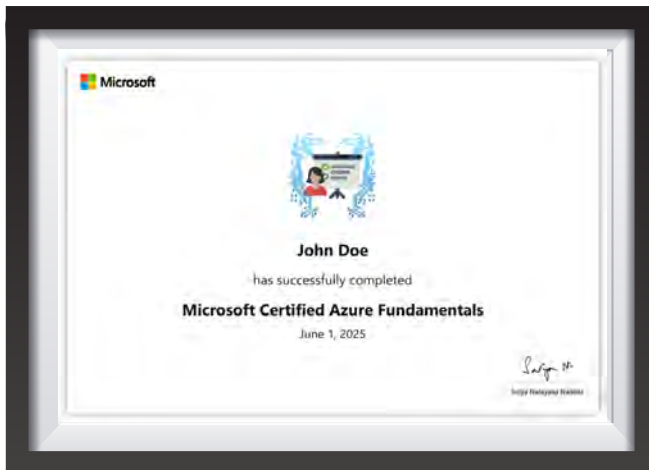 Microsoft
John Doe
has successfully completed
Microsoft Certified Azure Fundamentals
June 1, 2025